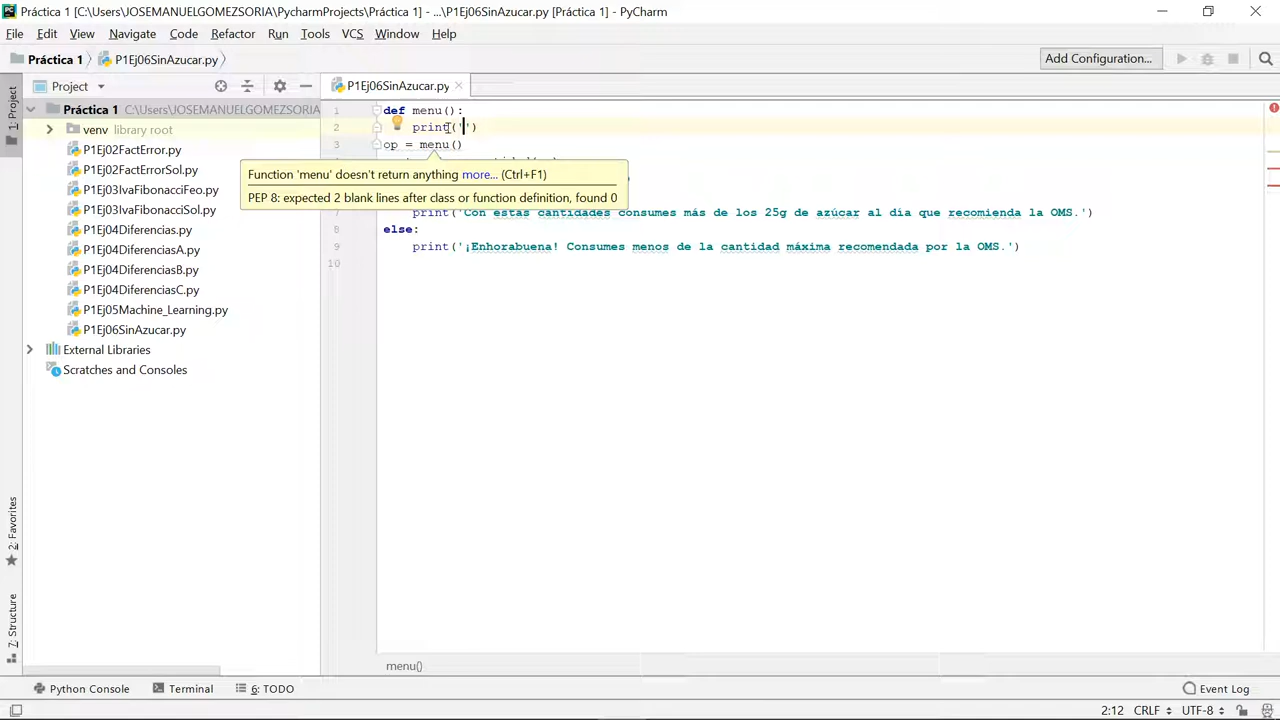 Práctica 1 [C:\Users\JOSEMANUELGOMEZSORIA\PycharmProjects\Práctica 1] - ...\P1Ej06SinAzucar.py [Práctica 1] - PyCharm
File Edit View Navigate Code Refactor Run Tools VCS Window Help
Práctica 1 P1Ej06SinAzucar.py
Add Configuration...
1: Project
Project
P1Ej06SinAzucar.py
Práctica 1 C:\Users\JOSEMANUELGOMEZSORIA
venv library root
P1Ej02FactError.py
P1Ej02FactErrorSol.py
P1Ej03IvaFibonacciFeo.py
P1Ej03IvaFibonacciSol.py
P1Ej04Diferencias.py
P1Ej04DiferenciasA.py
P1Ej04DiferenciasB.py
P1Ej04DiferenciasC.py
P1Ej05Machine_Learning.py
P1Ej06SinAzucar.py
External Libraries
Scratches and Consoles
1 def menu():
2 print('')
3 op = menu()
Function 'menu' doesn't return anything more... (Ctrl+F1)
PEP 8: expected 2 blank lines after class or function definition, found 0
print('Con estas cantidades consumes más de los 25g de azúcar al día que recomienda la OMS.')
8 else:
9 print('¡Enhorabuena! Consumes menos de la cantidad máxima recomendada por la OMS.')
10
2: Favorites
7: Structure
menu()
Python Console Terminal 6: TODO Event Log
2:12 CRLF UTF-8